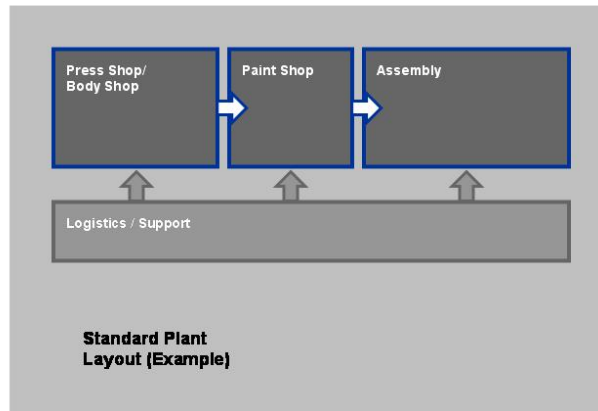 Press Shop/
Body Shop
Paint Shop
Assembly
Logistics / Support
Standard Plant
Layout (Example)